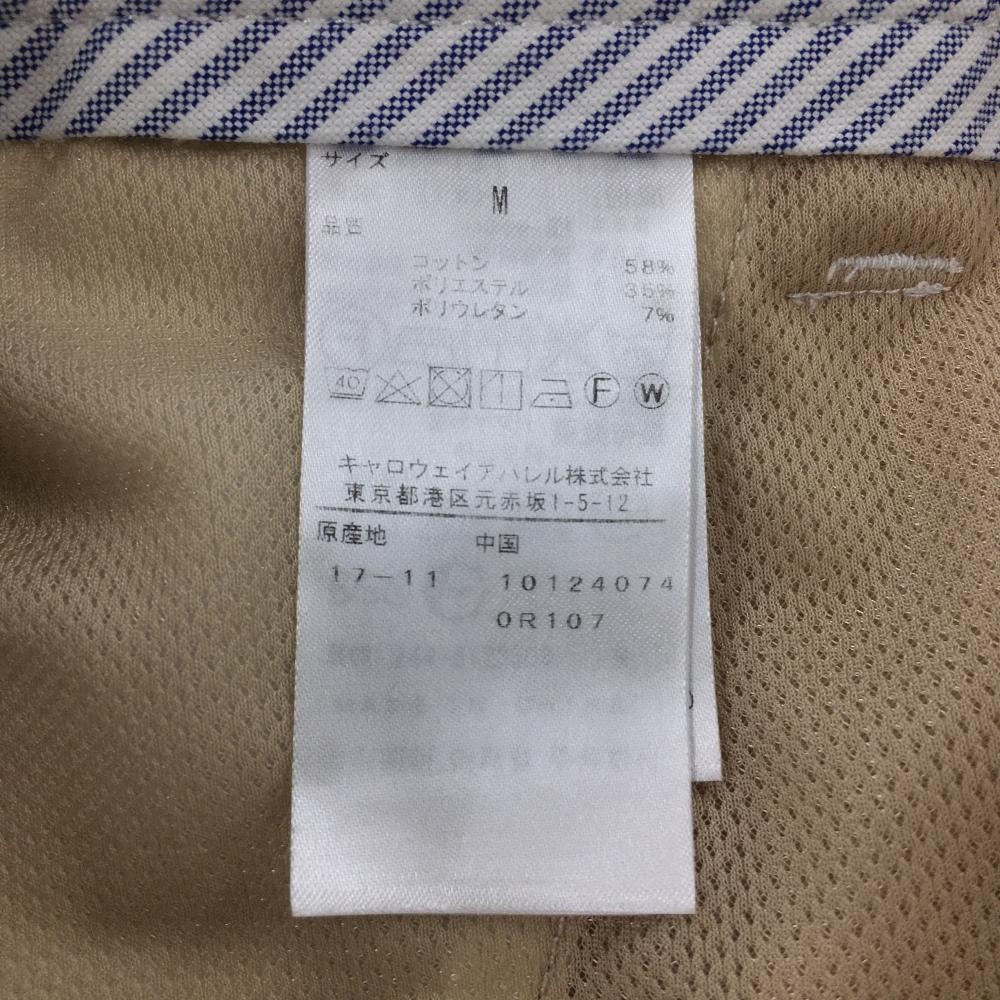 サイズ
M
品質
コットン 58%
ポリエステル 35%
ポリウレタン 7%
40 F W
キャロウェイアパレル株式会社
東京都港区元赤坂1-5-12
原産地 中国
17-11 10124074
0R107